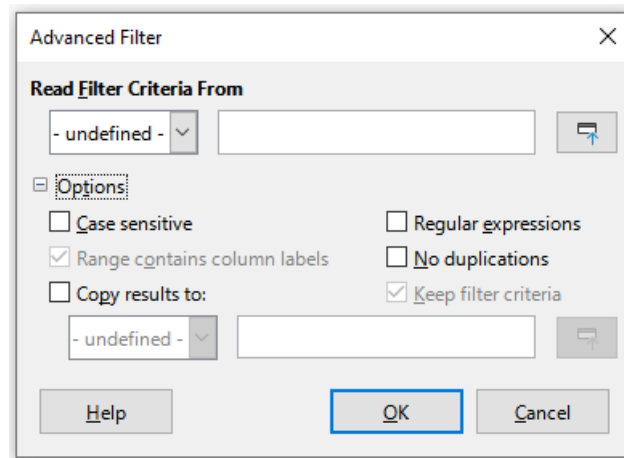 Advanced Filter
Read Filter Criteria From
- undefined -
Options
Case sensitive
Regular expressions
Range contains column labels
No duplications
Copy results to:
Keep filter criteria
- undefined -
Help
OK
Cancel